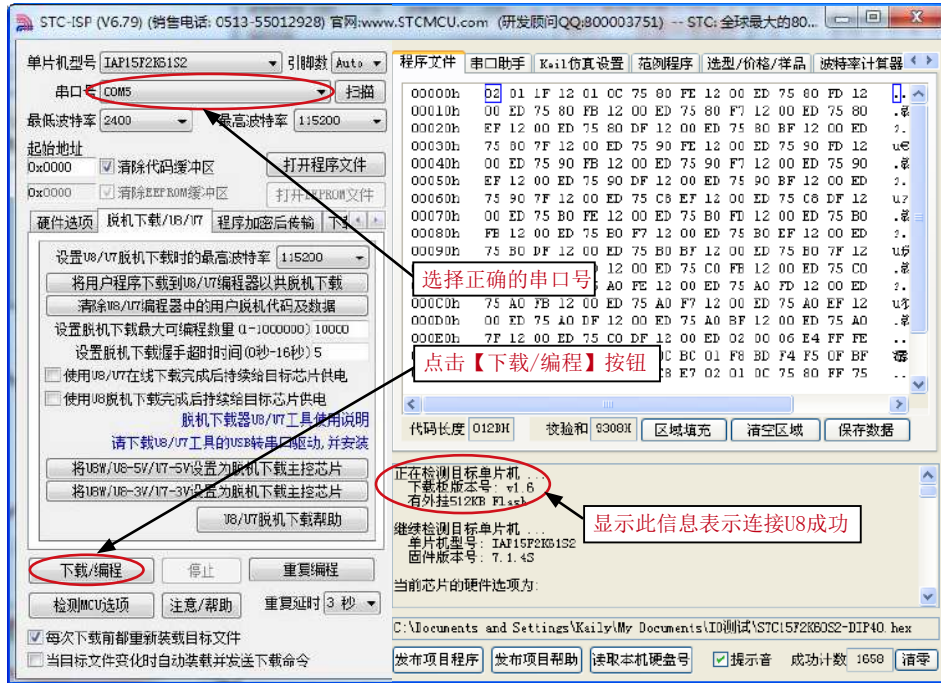 STC-ISP (V6.79) (销售电话: 0513-55012928) 官网:www.STCMCU.com (研发顾问QQ:800003751) -- STC: 全球最大的80...
单片机型号 IAP15F2K61S2 引脚数 Auto
串口号 COM5 扫描
最低波特率 2400 最高波特率 115200
起始地址
0x0000 清除代码缓冲区 打开程序文件
0x0000 清除EEPROM缓冲区 打开EEPROM文件
硬件选项 脱机下载/U8/U7 程序加密后传输
设置U8/U7脱机下载时的最高波特率 115200
将用户程序下载到U8/U7编程器以共脱机下载
清除U8/U7编程器中的用户脱机代码及数据
设置脱机下载最大可编程数量(1-1000000) 10000
设置脱机下载握手超时时间(0秒-16秒) 5
使用U8/U7在线下载完成后持续给目标芯片供电
使用U8脱机下载完成后持续给目标芯片供电
脱机下载器U8/U7工具使用说明
请下载U8/U7工具的USB转串口驱动,并安装
将U8W/U8-5V/U7-5V设置为脱机下载主控芯片
将U8W/U8-3V/U7-3V设置为脱机下载主控芯片
U8/U7脱机下载帮助
下载/编程 停止 重复编程
检测MCU选项 注意/帮助 重复延时 3 秒
每次下载前都重新装载目标文件
当目标文件变化时自动装载并发送下载命令
程序文件 串口助手 Keil仿真设置 范例程序 选型/价格/样品 波特率计算器
00000h 02 01 1F 12 01 0C 75 80 FE 12 00 ED 75 80 FD 12
00010h 00 ED 75 80 FB 12 00 ED 75 80 F7 12 00 ED 75 80
00020h EF 12 00 ED 75 80 DF 12 00 ED 75 80 BF 12 00 ED
00030h 75 80 7F 12 00 ED 75 90 FE 12 00 ED 75 90 FD 12
00040h 00 ED 75 90 FB 12 00 ED 75 90 F7 12 00 ED 75 90
00050h EF 12 00 ED 75 90 DF 12 00 ED 75 90 BF 12 00 ED
00060h 75 90 7F 12 00 ED 75 C8 EF 12 00 ED 75 C8 DF 12
00070h 00 ED 75 B0 FE 12 00 ED 75 B0 FD 12 00 ED 75 B0
00080h FB 12 00 ED 75 B0 F7 12 00 ED 75 B0 EF 12 00 ED
00090h 75 B0 DF 12 00 ED 75 B0 BF 12 00 ED 75 B0 7F 12
12 00 ED 75 C0 FB 12 00 ED 75 C0
A0 FE 12 00 ED 75 A0 FD 12 00 ED
000C0h 75 A0 FB 12 00 ED 75 A0 F7 12 00 ED 75 A0 EF 12
000D0h 00 ED 75 A0 DF 12 00 ED 75 A0 BF 12 00 ED 75 A0
000E0h 7F 12 00 ED 75 C0 DF 12 00 ED 02 00 06 E4 FF FE
BC 01 F8 BD F4 F5 0F BF
E7 02 01 0C 75 80 FF 75
选择正确的串口号
点击【下载/编程】按钮
代码长度 012BH 校验和 9308H 区域填充 清空区域 保存数据
正在检测目标单片机 ...
下载板版本号: v1.6
有外挂512KB Flash
继续检测目标单片机 ...
单片机型号: IAP15F2K61S2
固件版本号: 7.1.4S
当前芯片的硬件选项为:
显示此信息表示连接U8成功
C:\Documents and Settings\Kaily\My Documents\IO测试\STC15F2K60S2-DIP40.hex
发布项目程序 发布项目帮助 读取本机硬盘号 提示音 成功计数 1658 清零